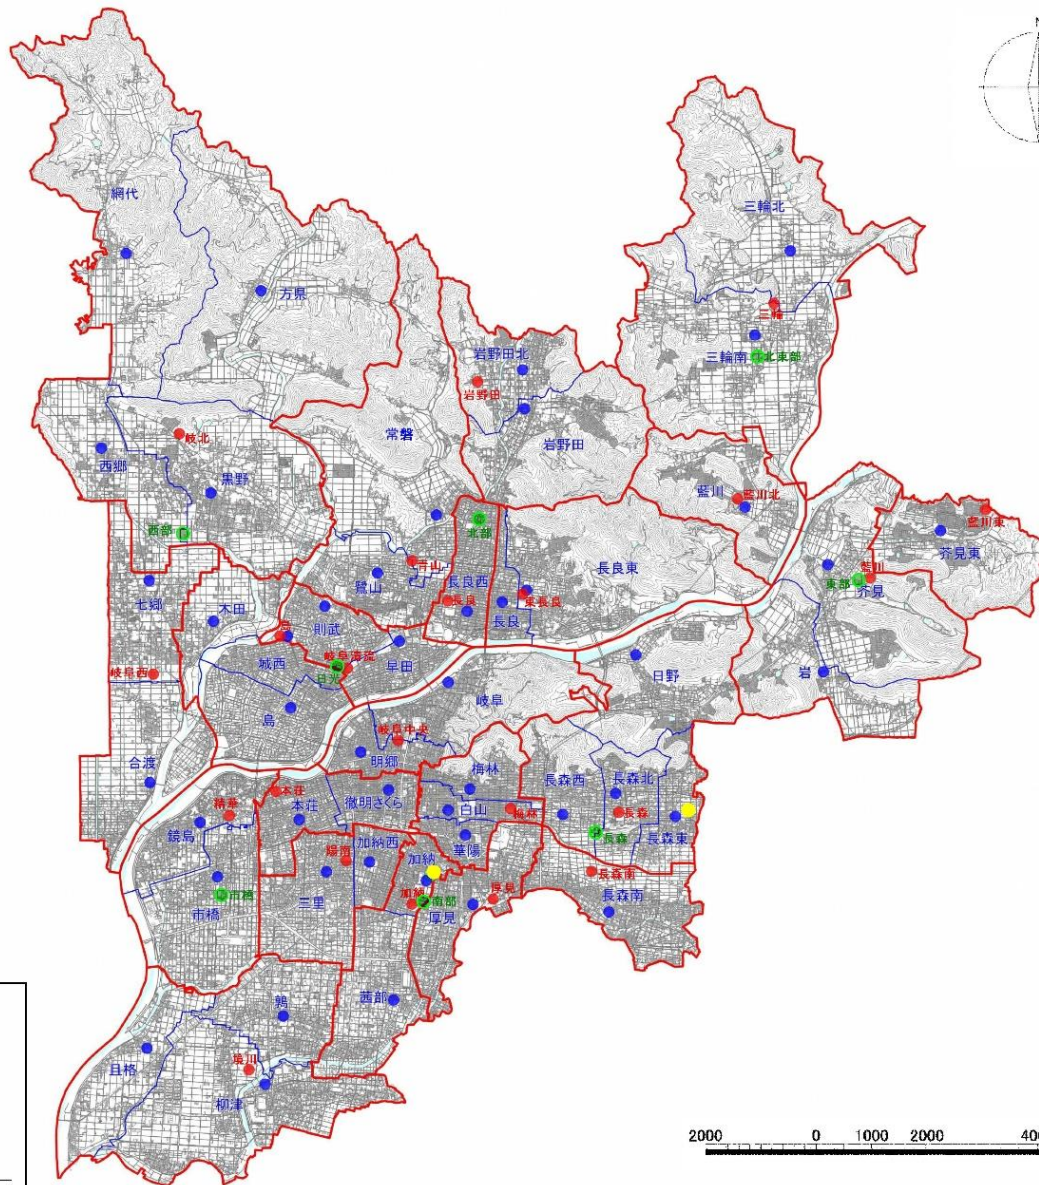 N
網代
三輪北
方県
三輪
岩野田北
三輪南
北東部
岩野田
常磐
岐北
岩野田
西郷
黒野
藍川
藍川北
藍川東
西部
北部
芥見東
青山
長良東
藍川
七郷
鷺山
長良西
東部
芥見
木田
長良
東長良
長良
則武
島
岐阜清流
城西
早田
日光
岐阜西
日野
岩
島
岐阜
岐阜中央
合渡
明郷
梅林
長森西
長森北
本荘
精華
徹明さくら
白山
梅林
長森
本荘
鏡島
長森東
長森
陽南
加納西
華陽
加納
長森南
三里
市橋
加納
南部
厚見
市橋
厚見
長森南
茜部
鶉
且格
境川
柳津
2000
0
1000
2000